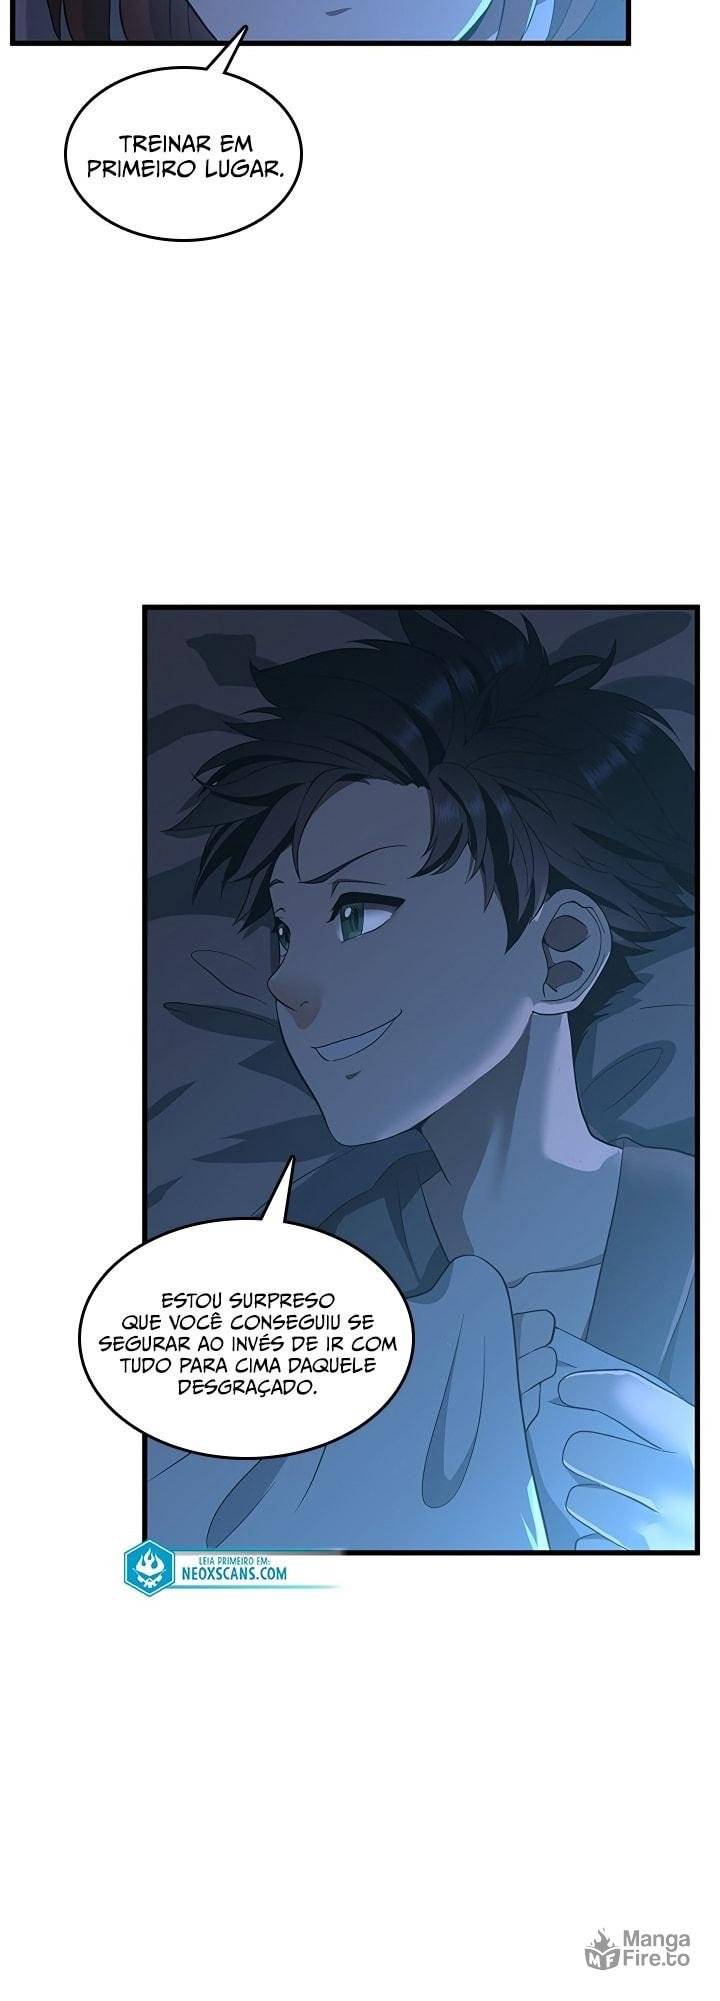 TREINAR EM
PRIMEIRO LUGAR.
ESTOU SURPRESO
QUE VOCÊ CONSEGUIU SE
SEGURAR AO INVÉS DE IR COM
TUDO PARA CIMA DAQUELE
DESGRAÇADO.
LEIA PRIMEIRO EM:
NEOXSCANS.COM
Manga
MF Fire.to